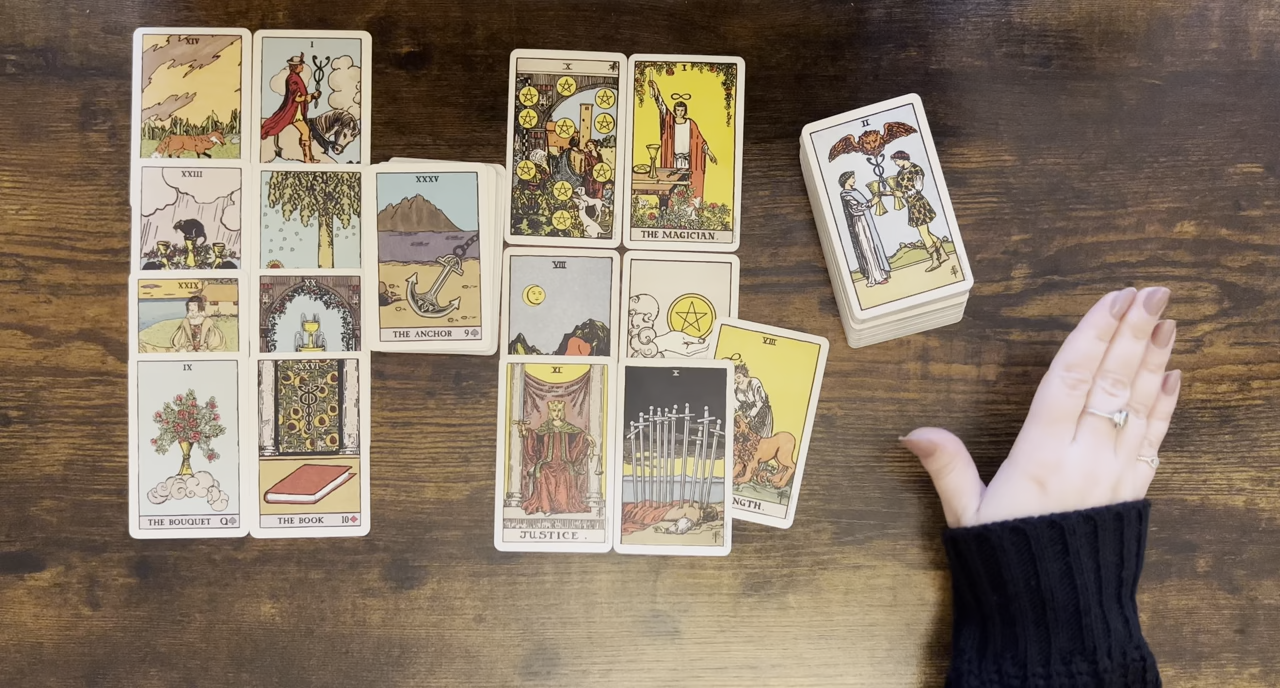 XIV
I
XXIII
XXIX
XX
IX
XXVI
THE BOUQUET Q♠
THE BOOK 10♦
XXXV
THE ANCHOR 9♠
X
I
THE MAGICIAN.
VIII
VIII
XI
X
JUSTICE.
NGTH.
II